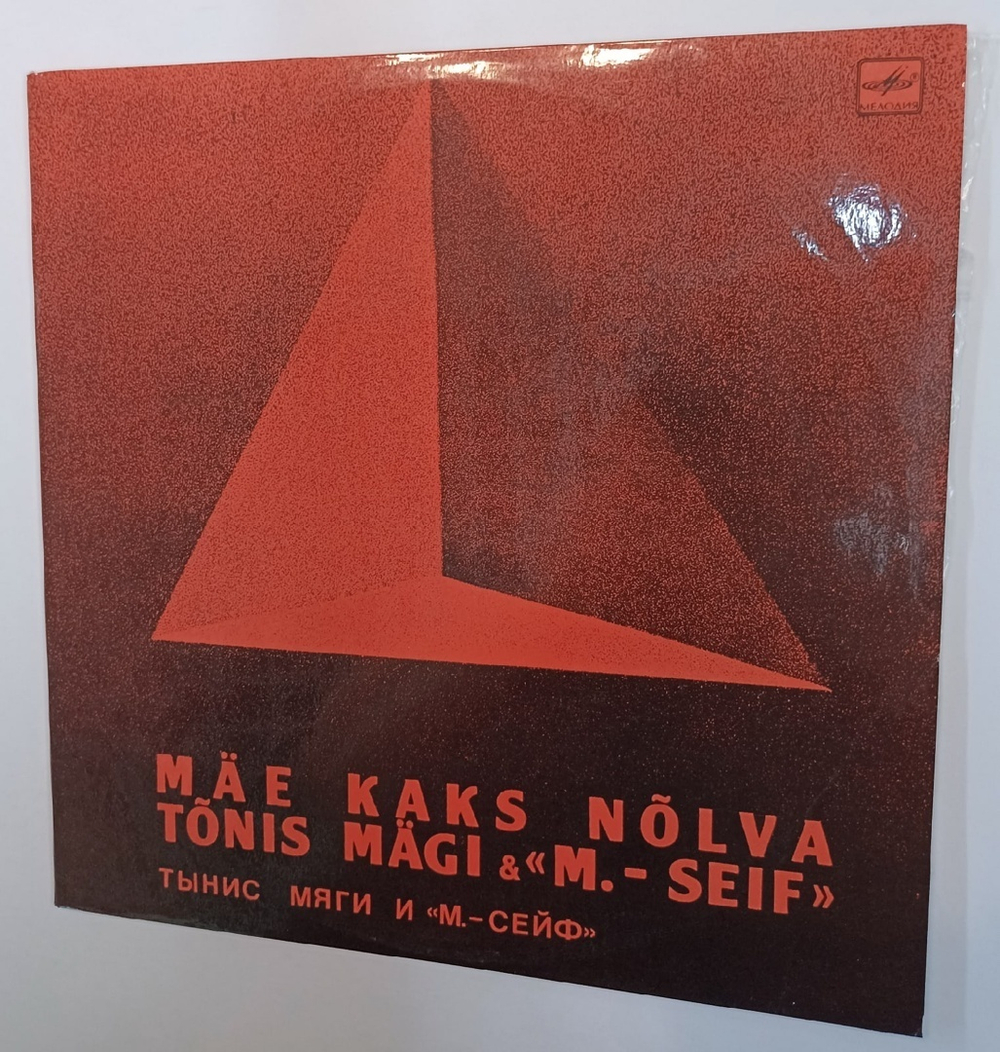 МЕЛОДИЯ
MÄE KAKS NÕLVA
TÕNIS MÄGI & «M.-SEIF»
ТЫНИС МЯГИ И «М.-СЕЙФ»